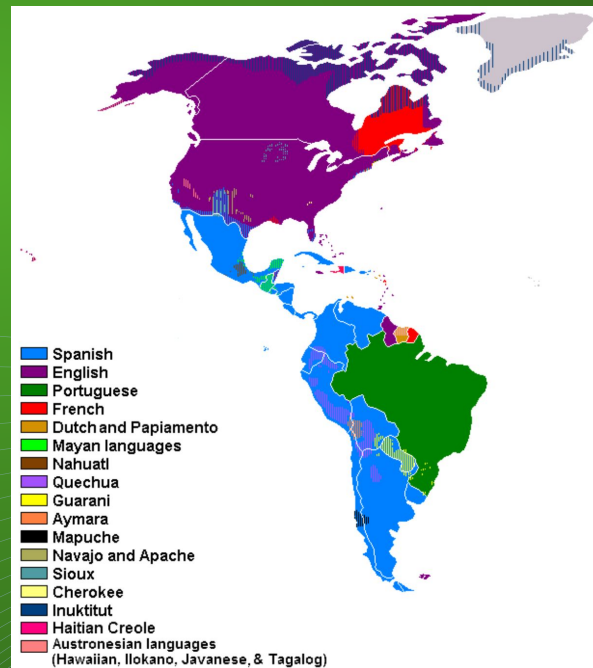 Spanish
English
Portuguese
French
Dutch and Papiamento
Mayan languages
Nahuatl
Quechua
Guarani
Aymara
Mapuche
Navajo and Apache
Sioux
Cherokee
Inuktitut
Haitian Creole
Austronesian languages
(Hawaiian, Ilokano, Javanese, & Tagalog)